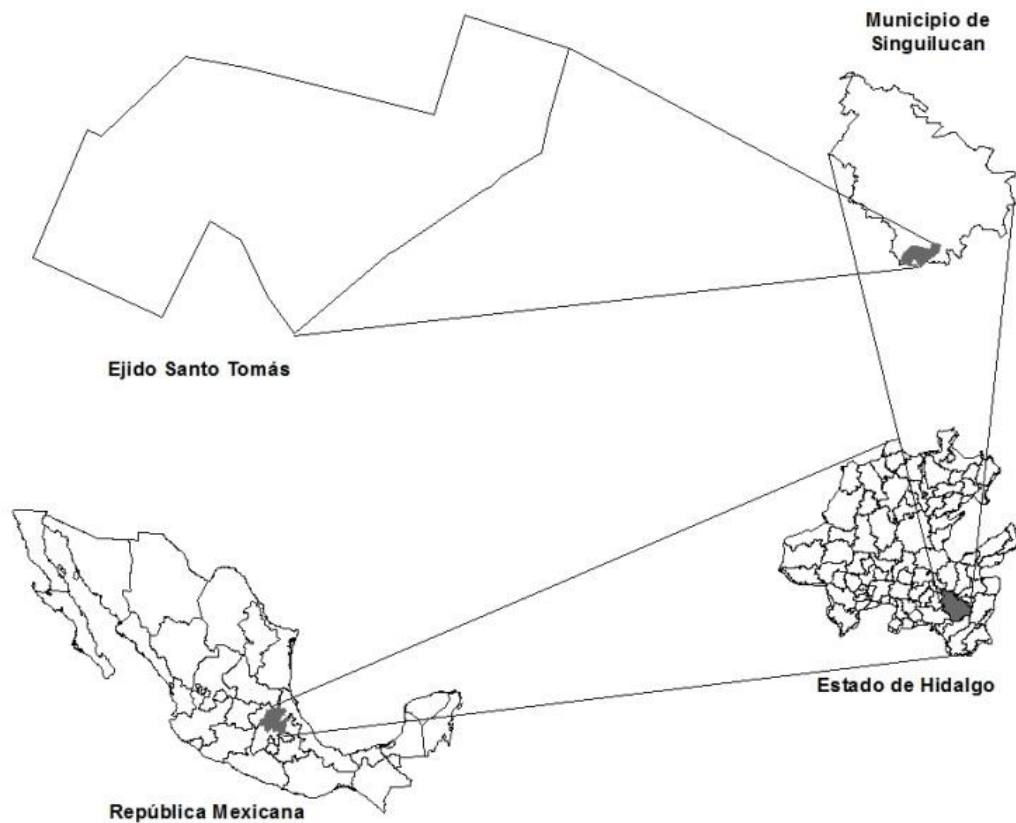 Municipio de
Singuilucan
Ejido Santo Tomás
Estado de Hidalgo
República Mexicana